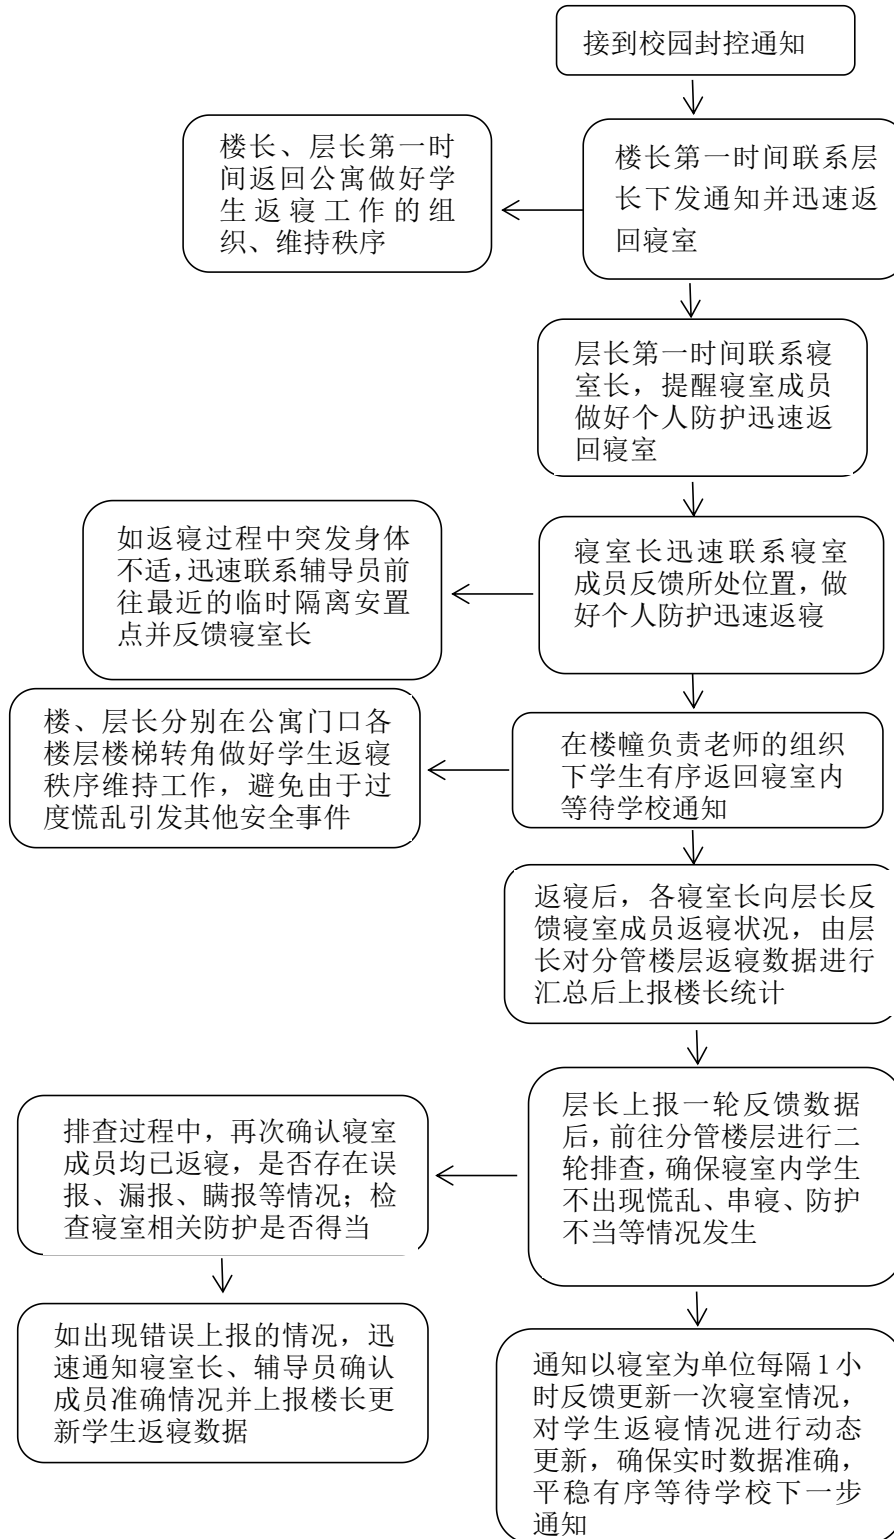 接到校园封控通知
楼长、层长第一时
间返回公寓做好学
生返寝工作的组
织、维持秩序
楼长第一时间联系层
长下发通知并迅速返
回寝室
层长第一时间联系寝
室长，提醒寝室成员
做好个人防护迅速返
回寝室
如返寝过程中突发身体
不适，迅速联系辅导员前
往最近的临时隔离安置
点并反馈寝室长
寝室长迅速联系寝室
成员反馈所处位置，做
好个人防护迅速返寝
楼、层长分别在公寓门口各
楼层楼梯转角做好学生返寝
秩序维持工作，避免由于过
度慌乱引发其他安全事件
在楼幢负责老师的组织
下学生有序返回寝室内
等待学校通知
返寝后，各寝室长向层长反
馈寝室成员返寝状况，由层
长对分管楼层返寝数据进行
汇总后上报楼长统计
层长上报一轮反馈数据
后，前往分管楼层进行二
轮排查，确保寝室内学生
不出现慌乱、串寝、防护
不当等情况发生
排查过程中，再次确认寝室
成员均已返寝，是否存在误
报、漏报、瞒报等情况；检
查寝室相关防护是否得当
如出现错误上报的情况，迅
速通知寝室长、辅导员确认
成员准确情况并上报楼长更
新学生返寝数据
通知以寝室为单位每隔1小
时反馈更新一次寝室情况，
对学生返寝情况进行动态
更新，确保实时数据准确，
平稳有序等待学校下一步
通知